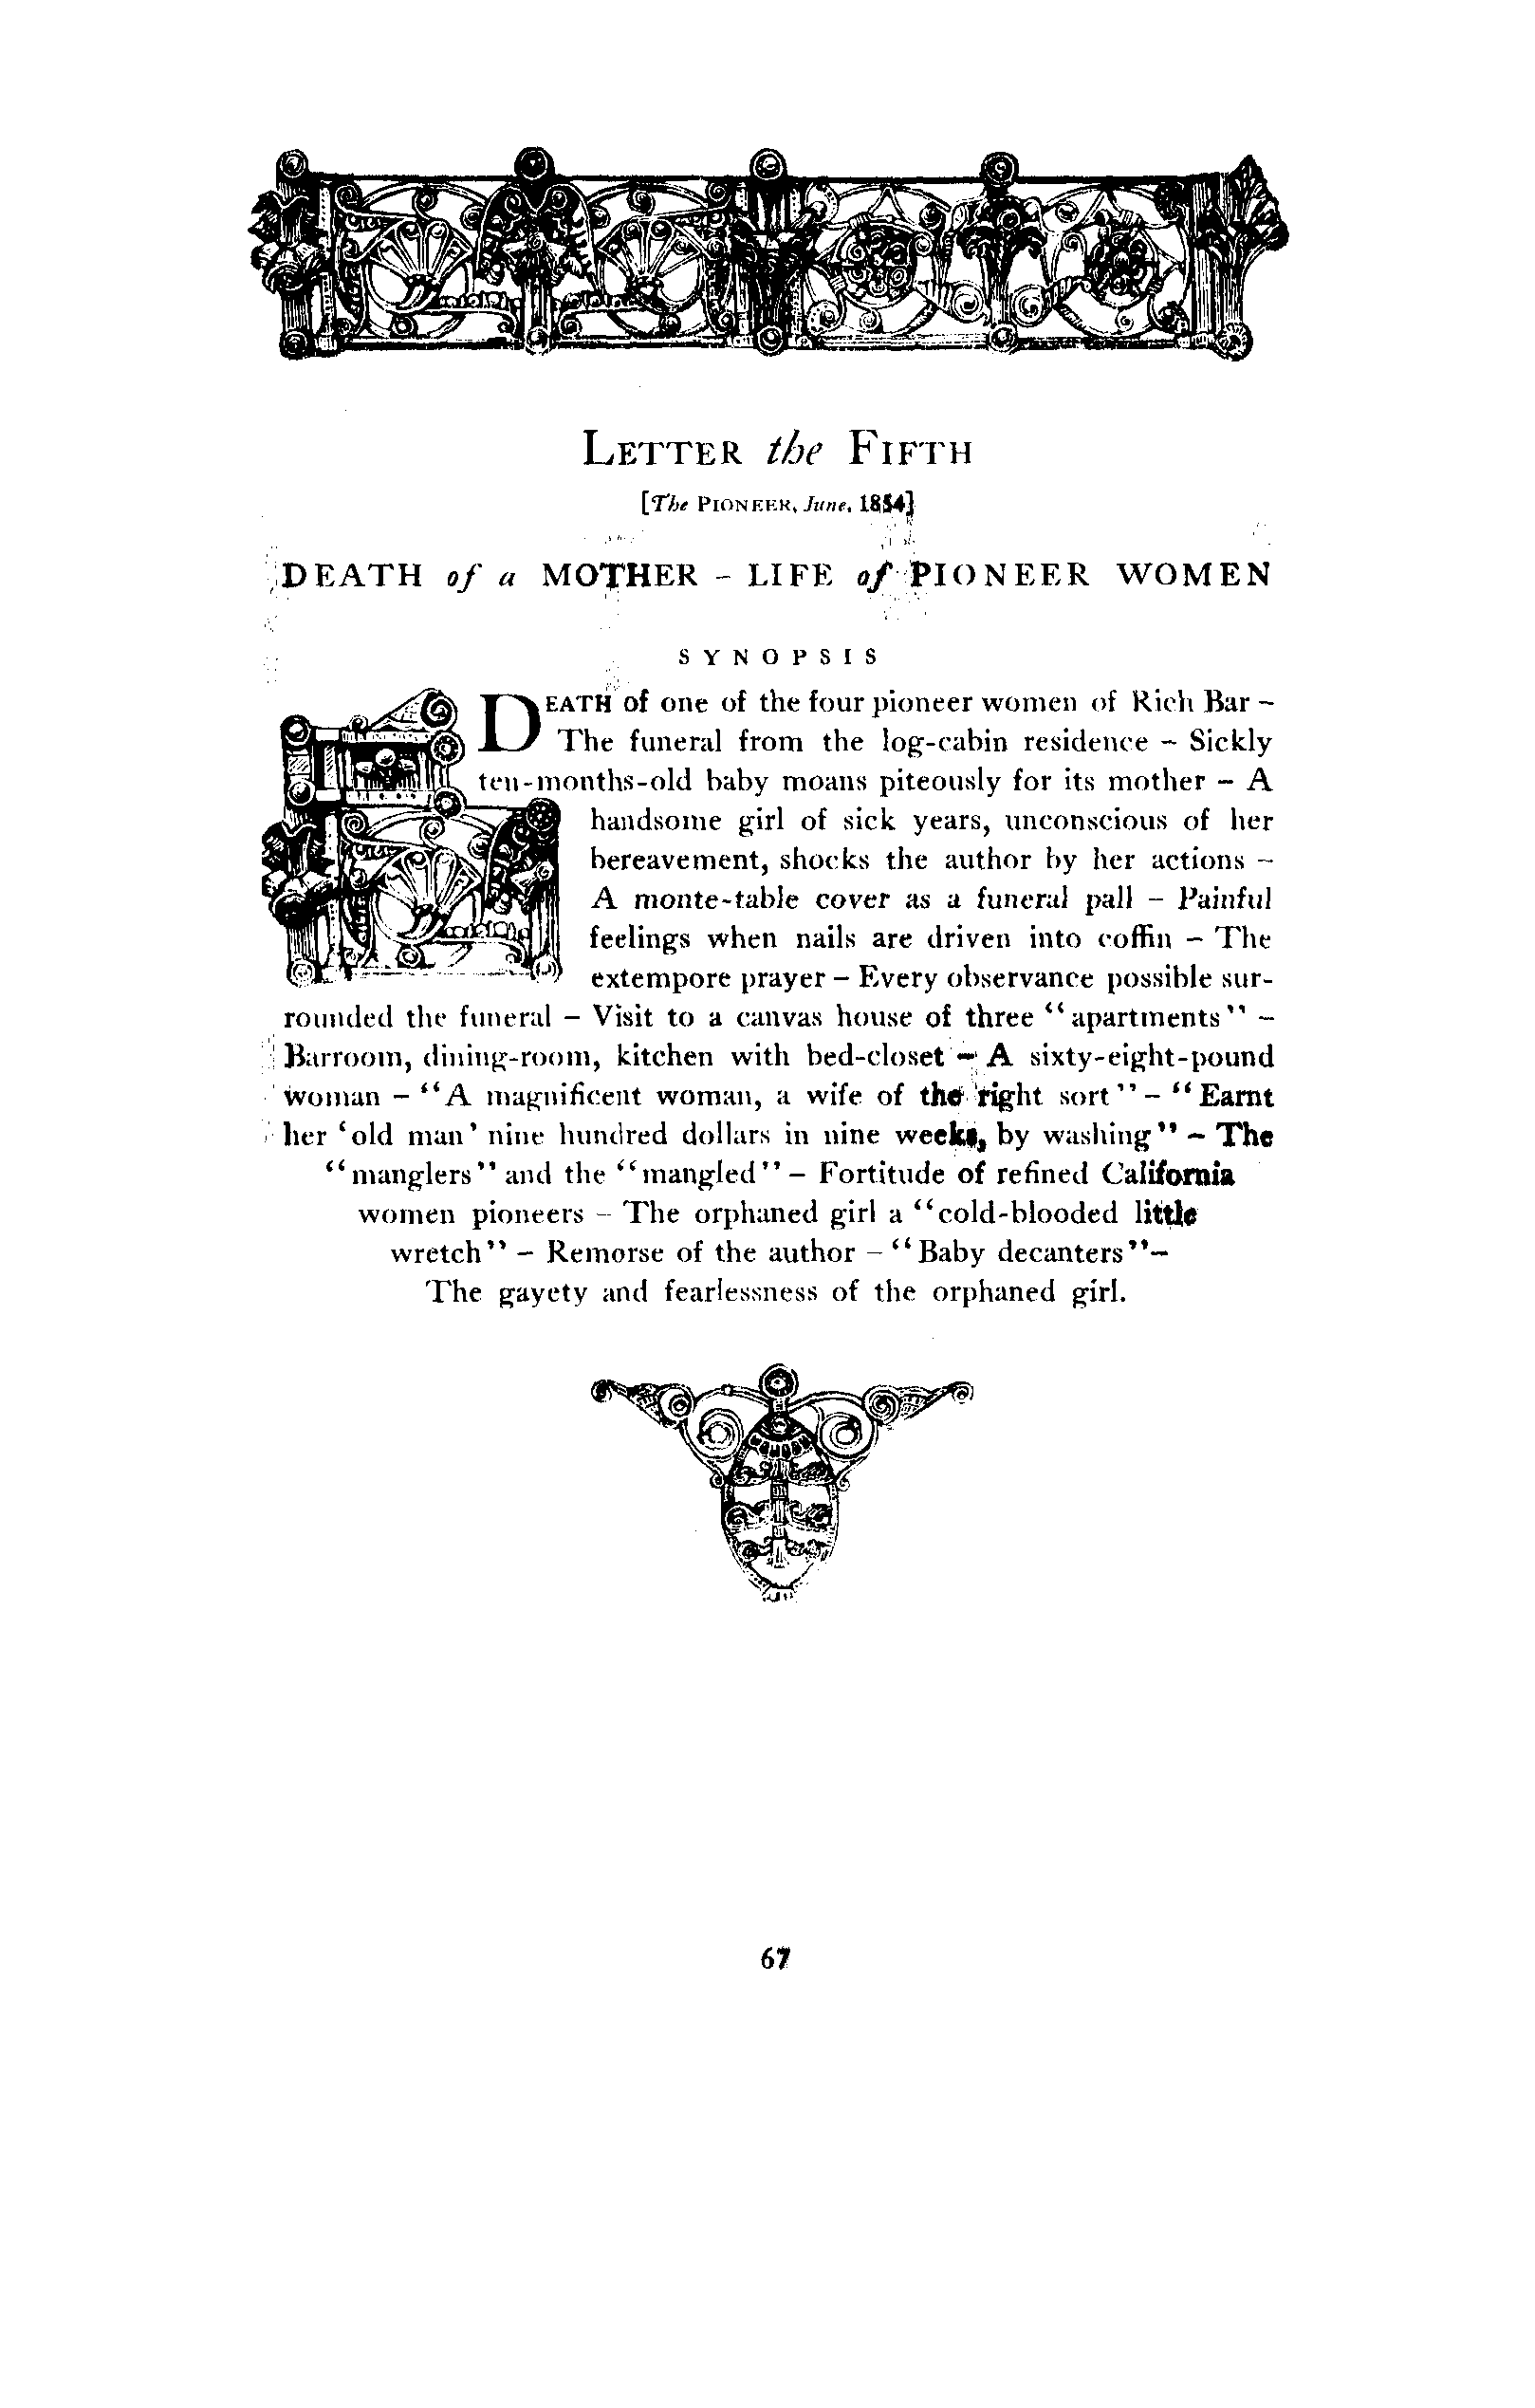 LETTER the FIFTH
[The PIONEER, June, 1854]
DEATH of a MOTHER - LIFE of PIONEER WOMEN
SYNOPSIS
DEATH of one of the four pioneer women of Rich Bar -
The funeral from the log-cabin residence - Sickly
ten-months-old baby moans piteously for its mother - A
handsome girl of sick years, unconscious of her
bereavement, shocks the author by her actions -
A monte-table cover as a funeral pall - Painful
feelings when nails are driven into coffin - The
extempore prayer - Every observance possible sur-
rounded the funeral - Visit to a canvas house of three “apartments” -
Barroom, dining-room, kitchen with bed-closet - A sixty-eight-pound
woman - “A magnificent woman, a wife of the right sort” - “Earnt
her ‘old man’ nine hundred dollars in nine weeks, by washing” - The
“manglers” and the “mangled” - Fortitude of refined California
women pioneers - The orphaned girl a “cold-blooded little
wretch” - Remorse of the author - “Baby decanters” -
The gayety and fearlessness of the orphaned girl.
67